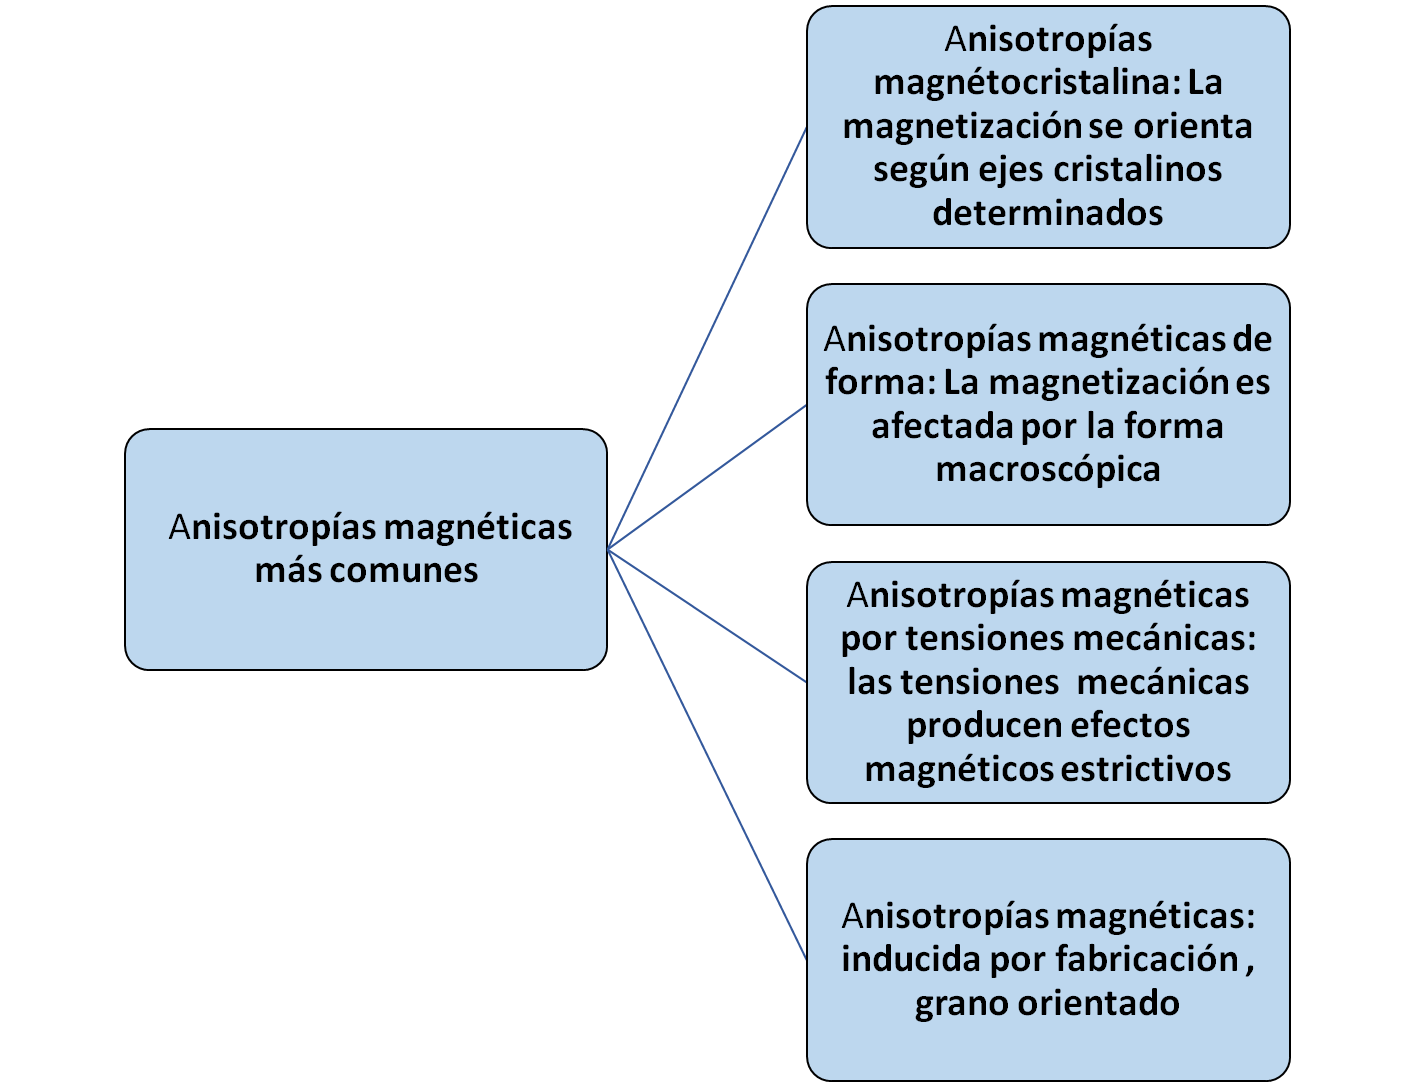 Anisotropías magnéticas
más comunes
Anisotropías
magnétocristalina: La
magnetización se orienta
según ejes cristalinos
determinados
Anisotropías magnéticas de
forma: La magnetización es
afectada por la forma
macroscópica
Anisotropías magnéticas
por tensiones mecánicas:
las tensiones  mecánicas
producen efectos
magnéticos estrictivos
Anisotropías magnéticas:
inducida por fabricación ,
grano orientado